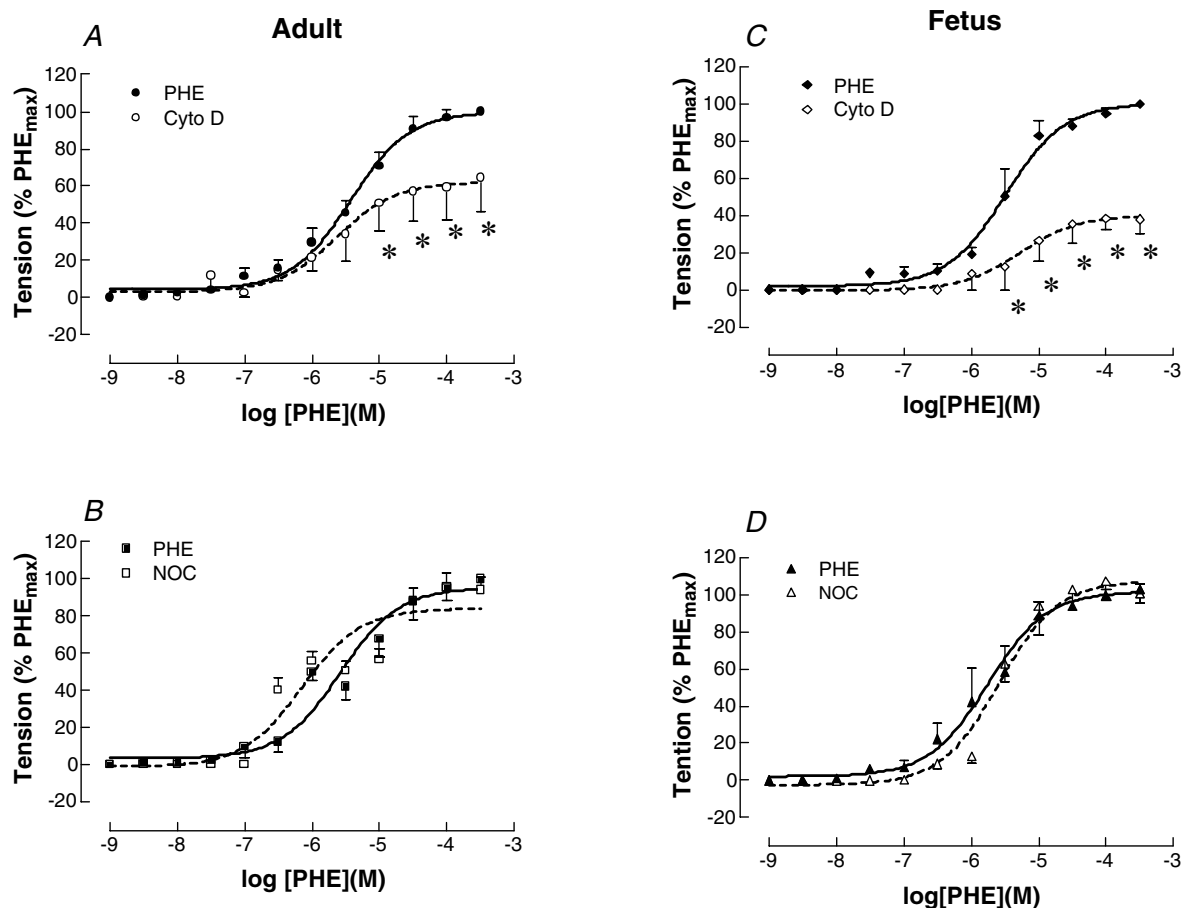 A
Adult
120
100
80
60
40
20
0
-20
PHE
Cyto D
* * * *
Tension (% PHEmax)
-9 -8 -7 -6 -5 -4 -3
log [PHE](M)
C
Fetus
120
100
80
60
40
20
0
-20
PHE
Cyto D
* * * * *
Tension (% PHEmax)
-9 -8 -7 -6 -5 -4 -3
log[PHE](M)
B
120
100
80
60
40
20
0
-20
PHE
NOC
Tension (% PHEmax)
-9 -8 -7 -6 -5 -4 -3
log [PHE](M)
D
120
100
80
60
40
20
0
-20
PHE
NOC
Tention (% PHEmax)
-9 -8 -7 -6 -5 -4 -3
log[PHE](M)